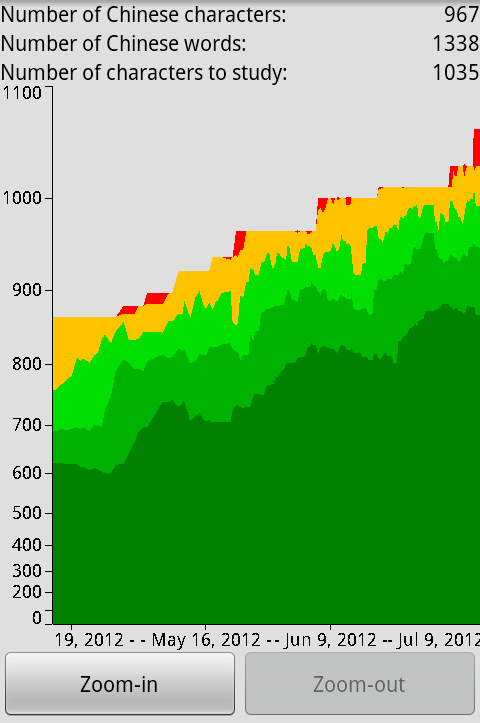 Number of Chinese characters: 967
Number of Chinese words: 1338
Number of characters to study: 1035
1100
1000
900
800
700
600
500
400
300
200
0
19, 2012 - - May 16, 2012 -- Jun 9, 2012 -- Jul 9, 2012
Zoom-in Zoom-out